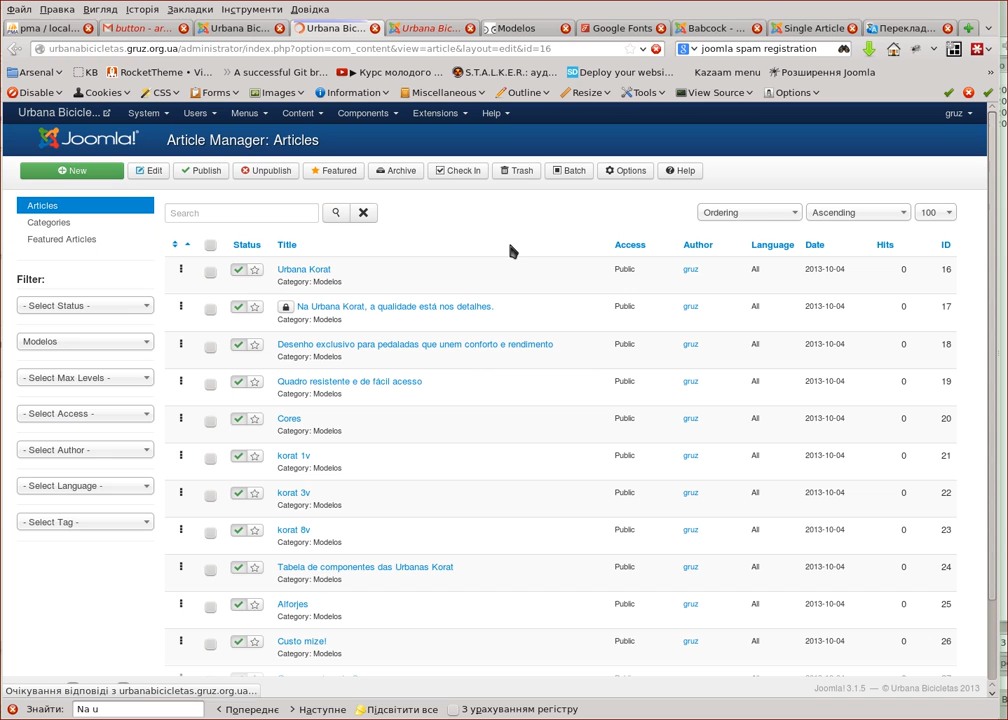 Файл Правка Вигляд Історія Закладки Інструменти Довідка
pma / local... button - ar... Urbana Bic... Urbana Bic... Urbana Bic... Modelos Google Fonts Babcock - ... Single Article Переклад...
urbanabicicletas.gruz.org.ua/administrator/index.php?option=com_content&view=article&layout=edit&id=16 joomla spam registration
Arsenal KB RocketTheme • Vi... A successful Git br... Курс молодого ... S.T.A.L.K.E.R.: ауд... Deploy your websi... Kazaam menu Розширення Joomla »
Disable Cookies CSS Forms Images Information Miscellaneous Outline Resize Tools View Source Options
Urbana Bicicle... System Users Menus Content Components Extensions Help gruz
Joomla! Article Manager: Articles
New Edit Publish Unpublish Featured Archive Check In Trash Batch Options Help
Articles
Categories
Featured Articles
Filter:
- Select Status -
Modelos
- Select Max Levels -
- Select Access -
- Select Author -
- Select Language -
- Select Tag -
Search Ordering Ascending 100
Status Title Access Author Language Date Hits ID
Urbana Korat Public gruz All 2013-10-04 0 16
Category: Modelos
Na Urbana Korat, a qualidade está nos detalhes. Public gruz All 2013-10-04 0 17
Category: Modelos
Desenho exclusivo para pedaladas que unem conforto e rendimento Public gruz All 2013-10-04 0 18
Category: Modelos
Quadro resistente e de fácil acesso Public gruz All 2013-10-04 0 19
Category: Modelos
Cores Public gruz All 2013-10-04 0 20
Category: Modelos
korat 1v Public gruz All 2013-10-04 0 21
Category: Modelos
korat 3v Public gruz All 2013-10-04 0 22
Category: Modelos
korat 8v Public gruz All 2013-10-04 0 23
Category: Modelos
Tabela de componentes das Urbanas Korat Public gruz All 2013-10-04 0 24
Category: Modelos
Alforjes Public gruz All 2013-10-04 0 25
Category: Modelos
Custo mize! Public gruz All 2013-10-04 0 26
Category: Modelos
Очікування відповіді з urbanabicicletas.gruz.org.ua... Joomla! 3.1.5 — © Urbana Bicicletas 2013
Знайти: Na u Попереднє Наступне Підсвітити все З урахуванням регістру